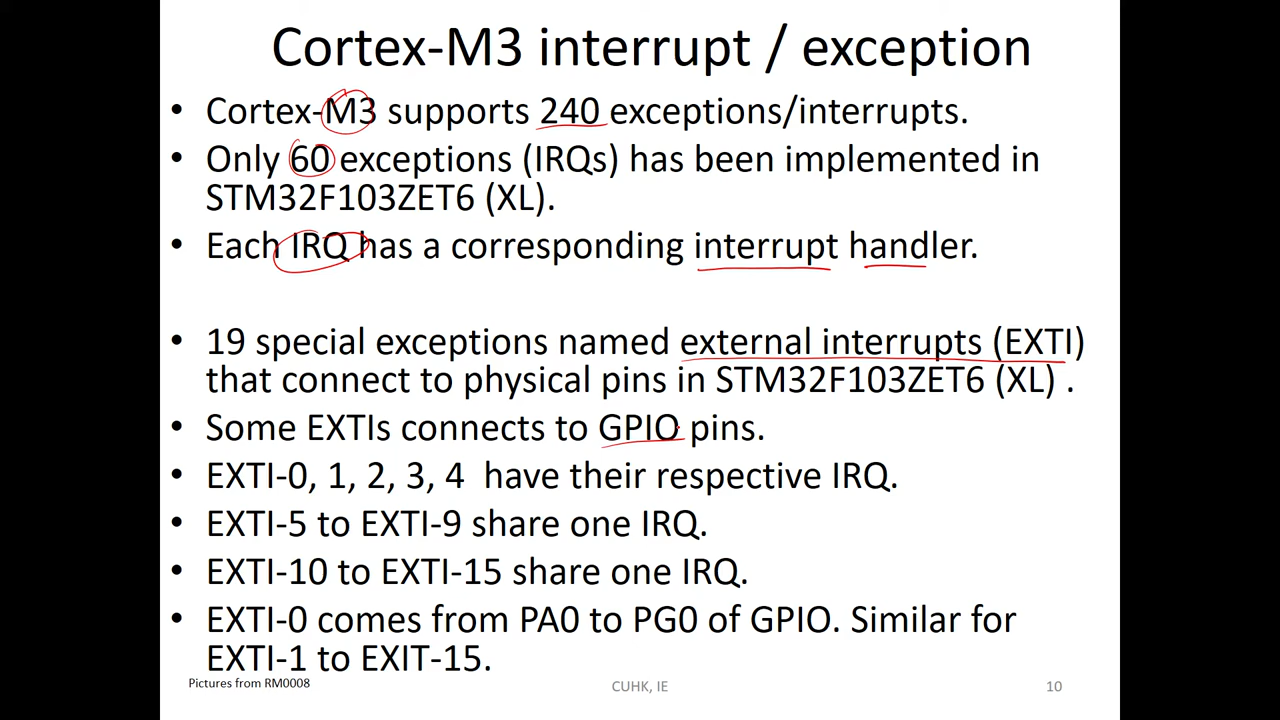 Cortex-M3 interrupt / exception
• Cortex-M3 supports 240 exceptions/interrupts.
• Only 60 exceptions (IRQs) has been implemented in
STM32F103ZET6 (XL).
• Each IRQ has a corresponding interrupt handler.
• 19 special exceptions named external interrupts (EXTI)
that connect to physical pins in STM32F103ZET6 (XL) .
• Some EXTIs connects to GPIO pins.
• EXTI-0, 1, 2, 3, 4 have their respective IRQ.
• EXTI-5 to EXTI-9 share one IRQ.
• EXTI-10 to EXTI-15 share one IRQ.
• EXTI-0 comes from PA0 to PG0 of GPIO. Similar for
EXTI-1 to EXIT-15.
Pictures from RM0008
CUHK, IE
10